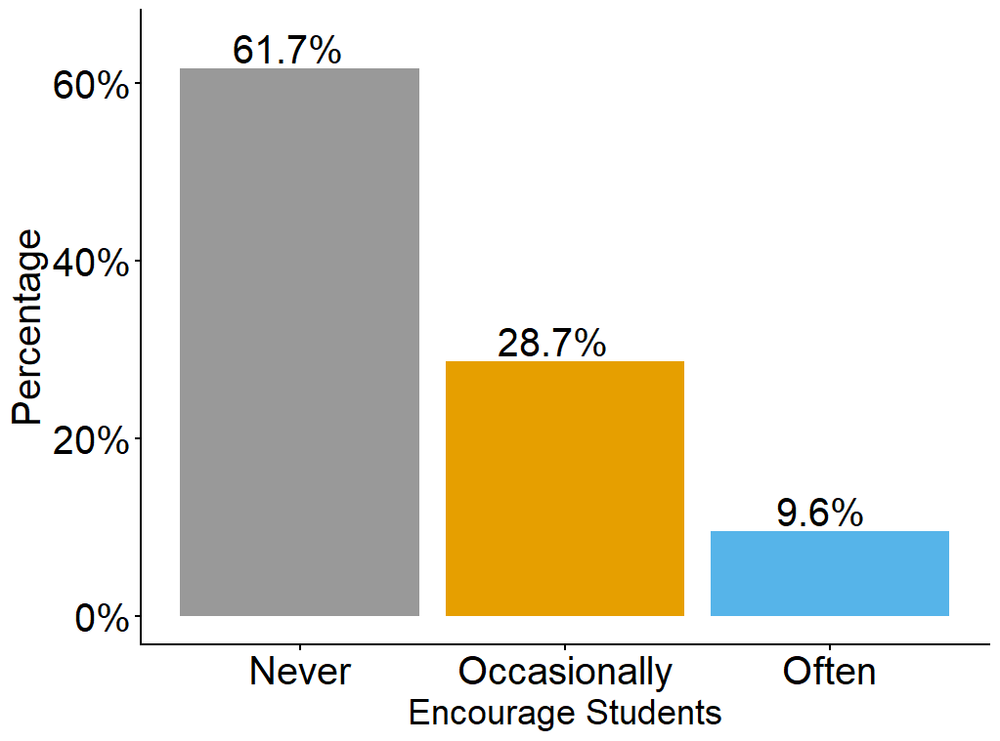 61.7%
60%
28.7%
40%
20%
9.6%
0%
Percentage
Never
Occasionally
Often
Encourage Students